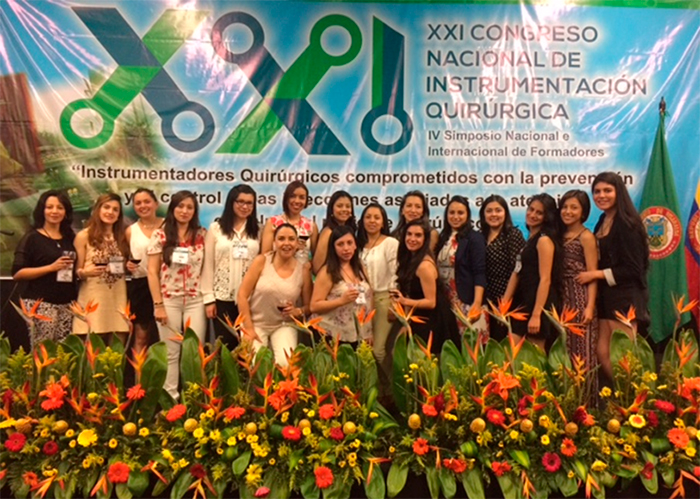 XXI
XXI CONGRESO
NACIONAL DE
INSTRUMENTACIÓN
QUIRÚRGICA
IV Simposio Nacional e
Internacional de Formadores
"Instrumentadores Quirúrgicos comprometidos con la prevención
y control